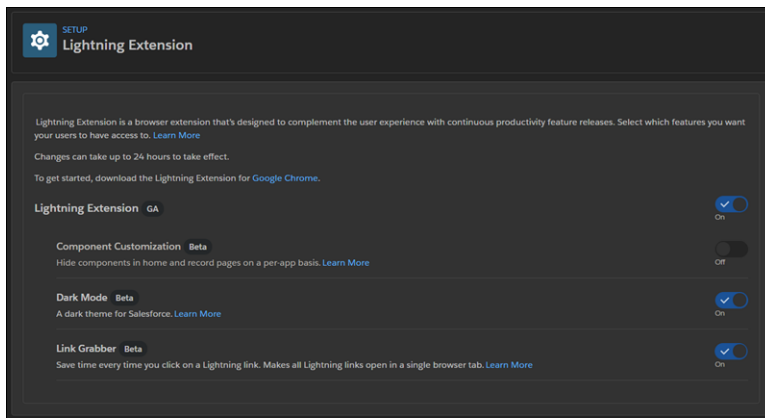 SETUP
Lightning Extension
Lightning Extension is a browser extension that's designed to complement the user experience with continuous productivity feature releases. Select which features you want
your users to have access to. Learn More
Changes can take up to 24 hours to take effect.
To get started, download the Lightning Extension for Google Chrome.
Lightning Extension GA
On
Component Customization Beta
Hide components in home and record pages on a per-app basis. Learn More
Off
Dark Mode Beta
A dark theme for Salesforce. Learn More
On
Link Grabber Beta
Save time every time you click on a Lightning link. Makes all Lightning links open in a single browser tab. Learn More
On